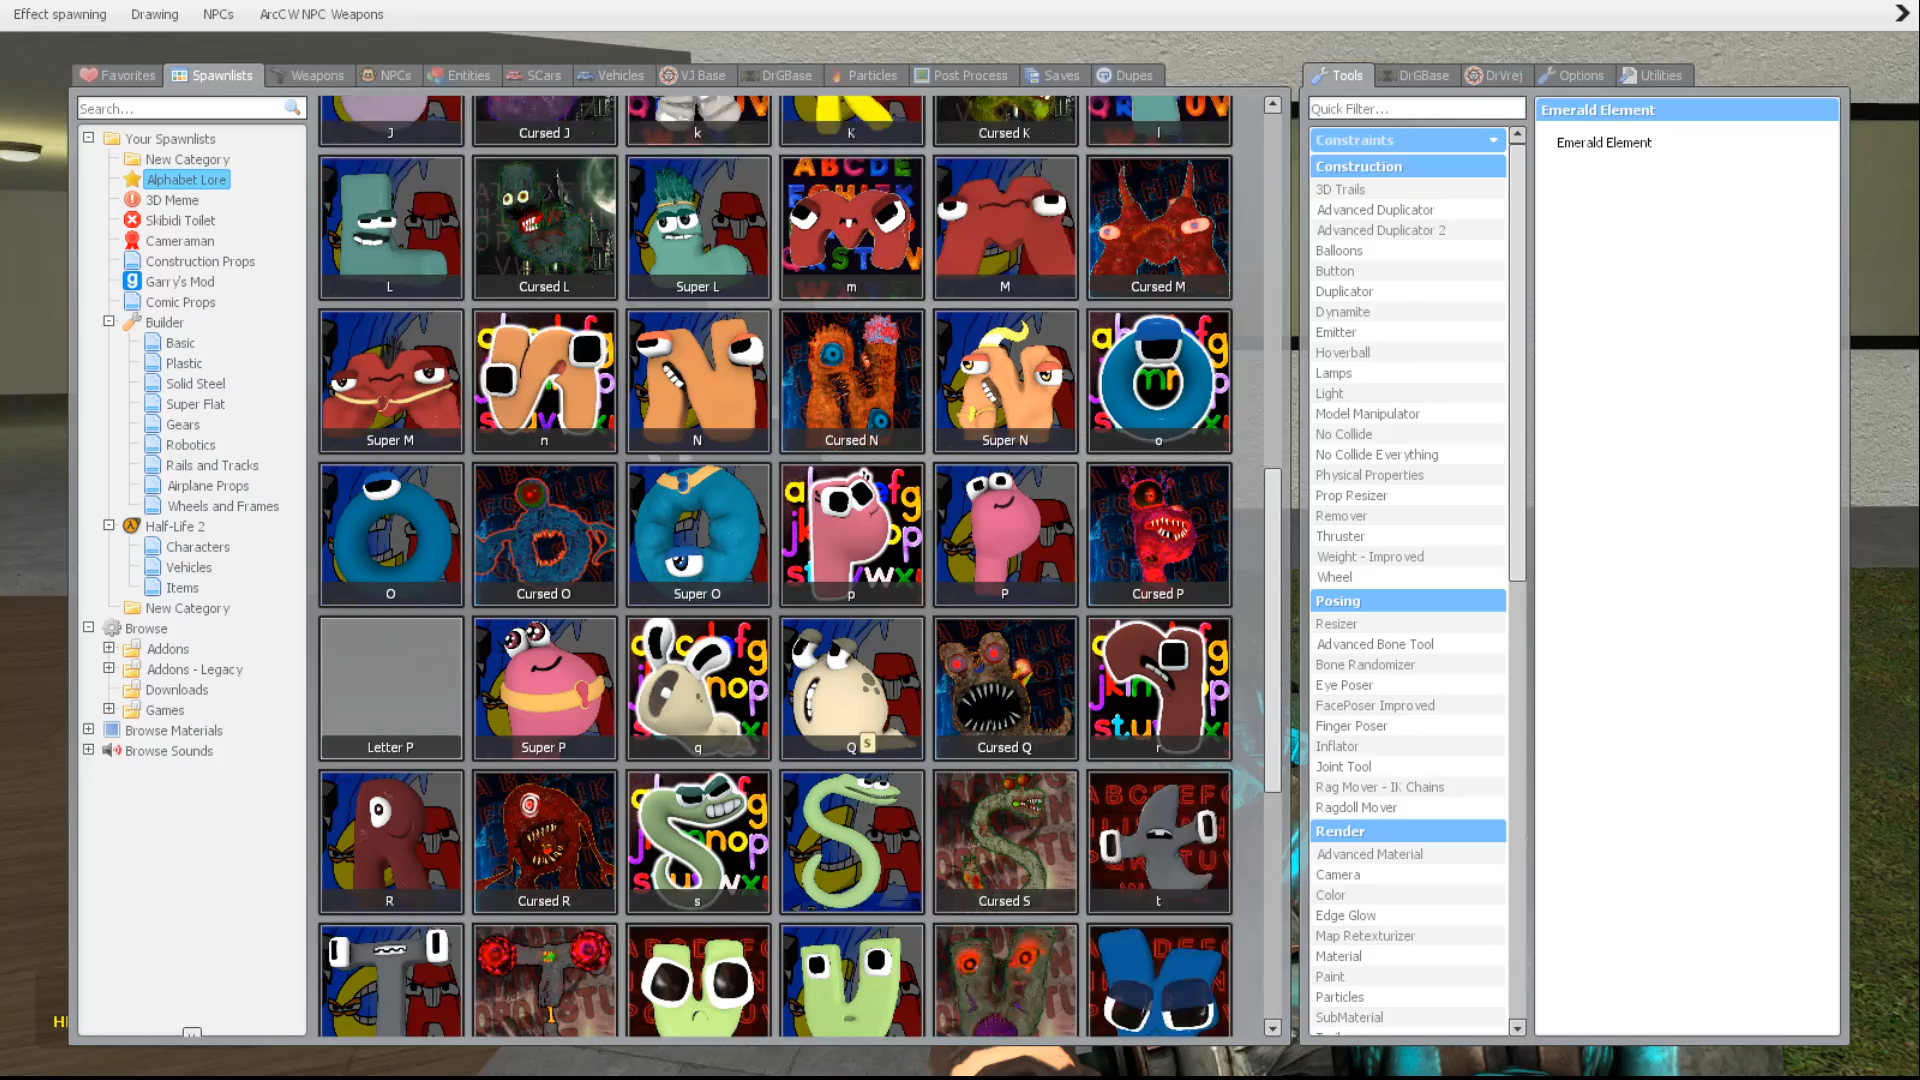 Effect spawning Drawing NPCs ArcCW NPC Weapons
Favorites Spawnlists Weapons NPCs Entities SCars Vehicles VJ Base DrGBase Particles Post Process Saves Dupes
Tools DrGBase DrVrej Options Utilities
Search...
Your Spawnlists
New Category
Alphabet Lore
3D Meme
Skibidi Toilet
Cameraman
Construction Props
Garry's Mod
Comic Props
Builder
Basic
Plastic
Solid Steel
Super Flat
Gears
Robotics
Rails and Tracks
Airplane Props
Wheels and Frames
Half-Life 2
Characters
Vehicles
Items
New Category
Browse
Addons
Addons - Legacy
Downloads
Games
Browse Materials
Browse Sounds
J Cursed J k K Cursed K l
L Cursed L Super L m M Cursed M
Super M n N Cursed N Super N o
O Cursed O Super O p P Cursed P
Letter P Super P q Q Cursed Q r
S
R Cursed R s Cursed S t
Quick Filter...
Constraints
Construction
3D Trails
Advanced Duplicator
Advanced Duplicator 2
Balloons
Button
Duplicator
Dynamite
Emitter
Hoverball
Lamps
Light
Model Manipulator
No Collide
No Collide Everything
Physical Properties
Prop Resizer
Remover
Thruster
Weight - Improved
Wheel
Posing
Resizer
Advanced Bone Tool
Bone Randomizer
Eye Poser
FacePoser Improved
Finger Poser
Inflator
Joint Tool
Rag Mover - IK Chains
Ragdoll Mover
Render
Advanced Material
Camera
Color
Edge Glow
Map Retexturizer
Material
Paint
Particles
SubMaterial
Emerald Element
Emerald Element